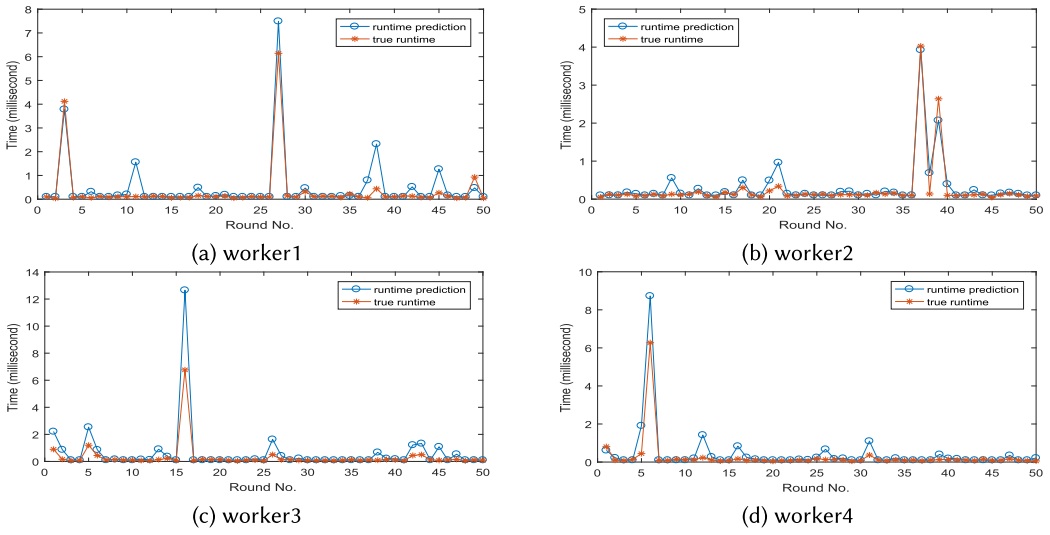 8
7
6
5
4
3
2
1
0
Time (millisecond)
runtime prediction
true runtime
0 5 10 15 20 25 30 35 40 45 50
Round No.
(a) worker1
5
4
3
2
1
0
Time (millisecond)
runtime prediction
true runtime
0 5 10 15 20 25 30 35 40 45 50
Round No.
(b) worker2
14
12
10
8
6
4
2
0
Time (millisecond)
runtime prediction
true runtime
0 5 10 15 20 25 30 35 40 45 50
Round No.
(c) worker3
10
8
6
4
2
0
Time (millisecond)
runtime prediction
true runtime
0 5 10 15 20 25 30 35 40 45 50
Round No.
(d) worker4